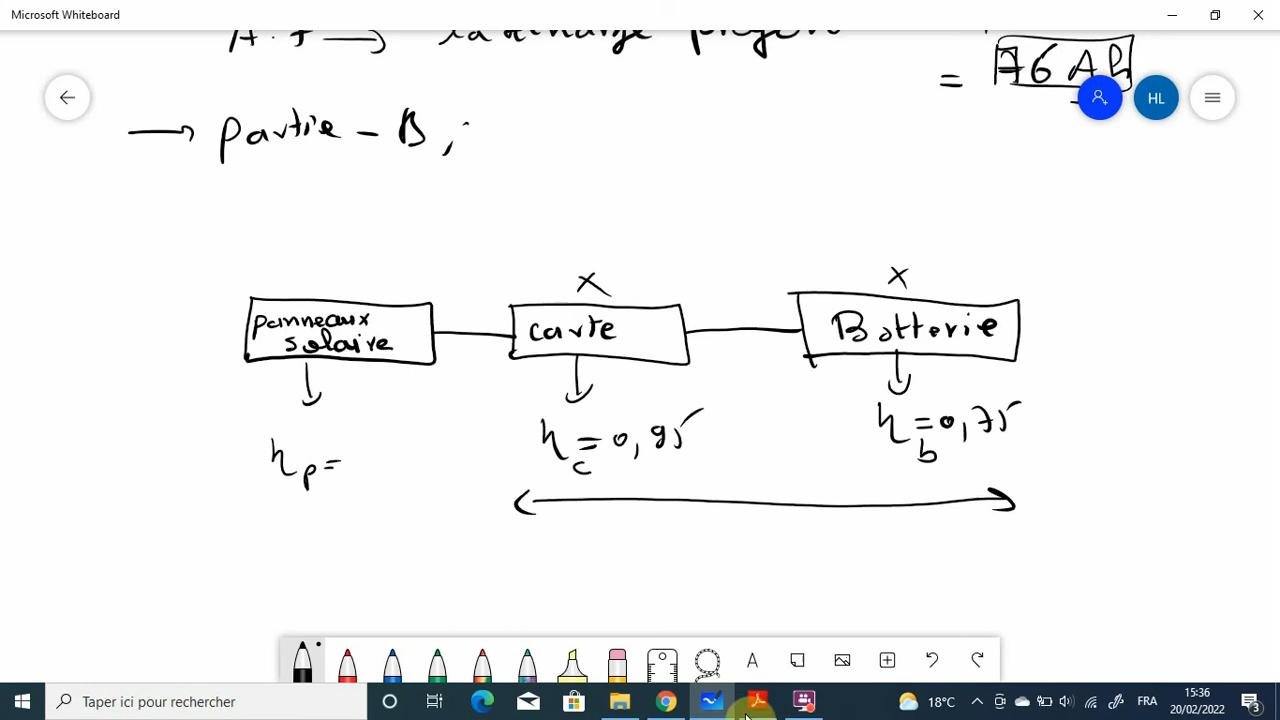 Microsoft Whiteboard
= 76 Ah
HL
→ partie - B ,
x x
panneaux
solaire
carte
Batterie
η_p =
η_c = 0,95
η_b = 0,75
A
Taper ici pour rechercher
18°C
FRA
15:36
20/02/2022
3